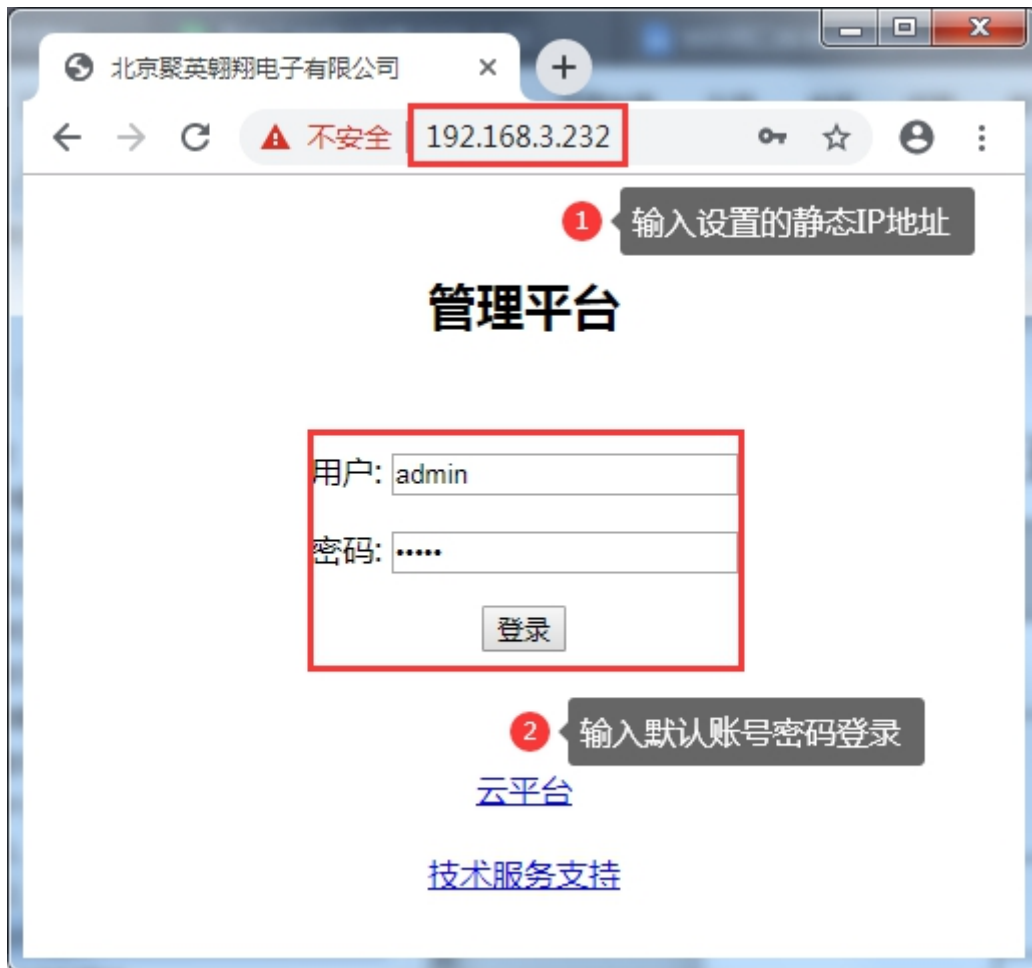 北京聚英翱翔电子有限公司
不安全 192.168.3.232
1 输入设置的静态IP地址
管理平台
用户: admin
密码: •••••
登录
2 输入默认账号密码登录
云平台
技术服务支持